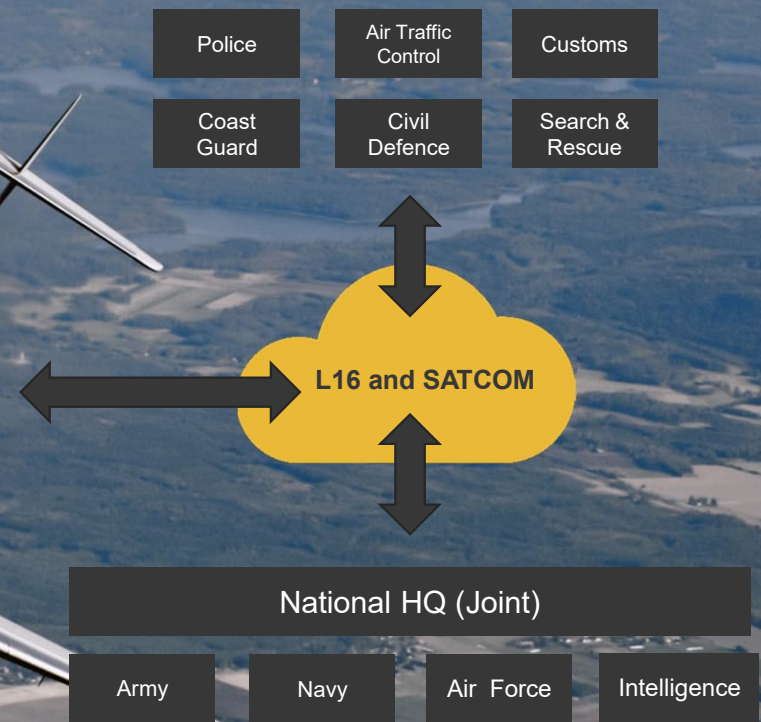 Police
Air Traffic
Control
Customs
Coast
Guard
Civil
Defence
Search &
Rescue
L16 and SATCOM
National HQ (Joint)
Army
Navy
Air  Force
Intelligence